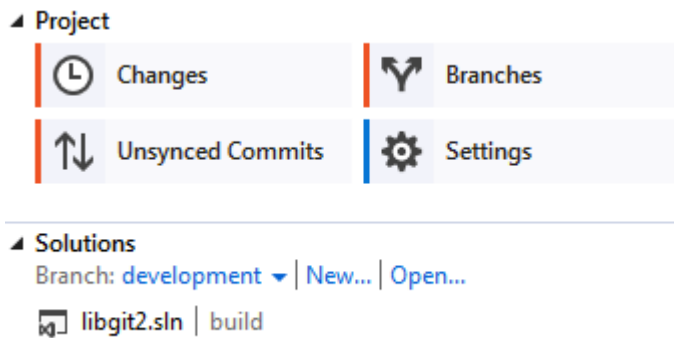 Project
Changes
Branches
Unsynced Commits
Settings
Solutions
Branch: development | New... | Open...
libgit2.sln | build